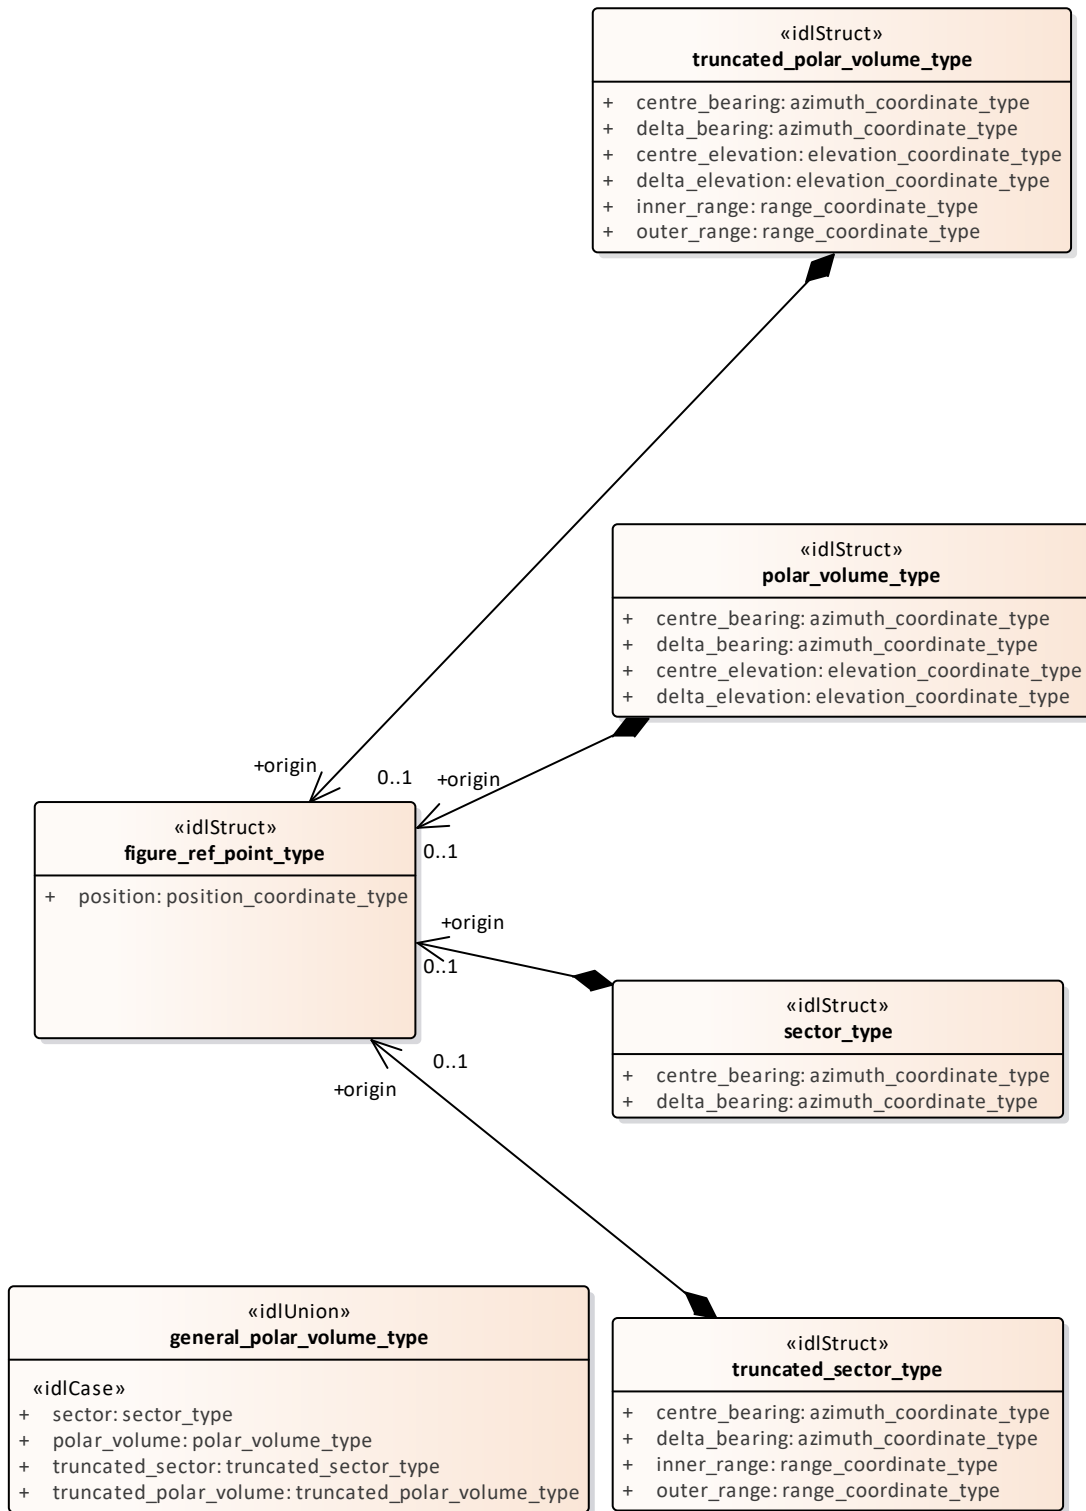 «idlStruct»
truncated_polar_volume_type
+ centre_bearing: azimuth_coordinate_type
+ delta_bearing: azimuth_coordinate_type
+ centre_elevation: elevation_coordinate_type
+ delta_elevation: elevation_coordinate_type
+ inner_range: range_coordinate_type
+ outer_range: range_coordinate_type
«idlStruct»
polar_volume_type
+ centre_bearing: azimuth_coordinate_type
+ delta_bearing: azimuth_coordinate_type
+ centre_elevation: elevation_coordinate_type
+ delta_elevation: elevation_coordinate_type
+origin
0..1
+origin
0..1
«idlStruct»
figure_ref_point_type
+ position: position_coordinate_type
+origin
0..1
«idlStruct»
sector_type
+ centre_bearing: azimuth_coordinate_type
+ delta_bearing: azimuth_coordinate_type
0..1
+origin
«idlUnion»
general_polar_volume_type
«idlCase»
+ sector: sector_type
+ polar_volume: polar_volume_type
+ truncated_sector: truncated_sector_type
+ truncated_polar_volume: truncated_polar_volume_type
«idlStruct»
truncated_sector_type
+ centre_bearing: azimuth_coordinate_type
+ delta_bearing: azimuth_coordinate_type
+ inner_range: range_coordinate_type
+ outer_range: range_coordinate_type